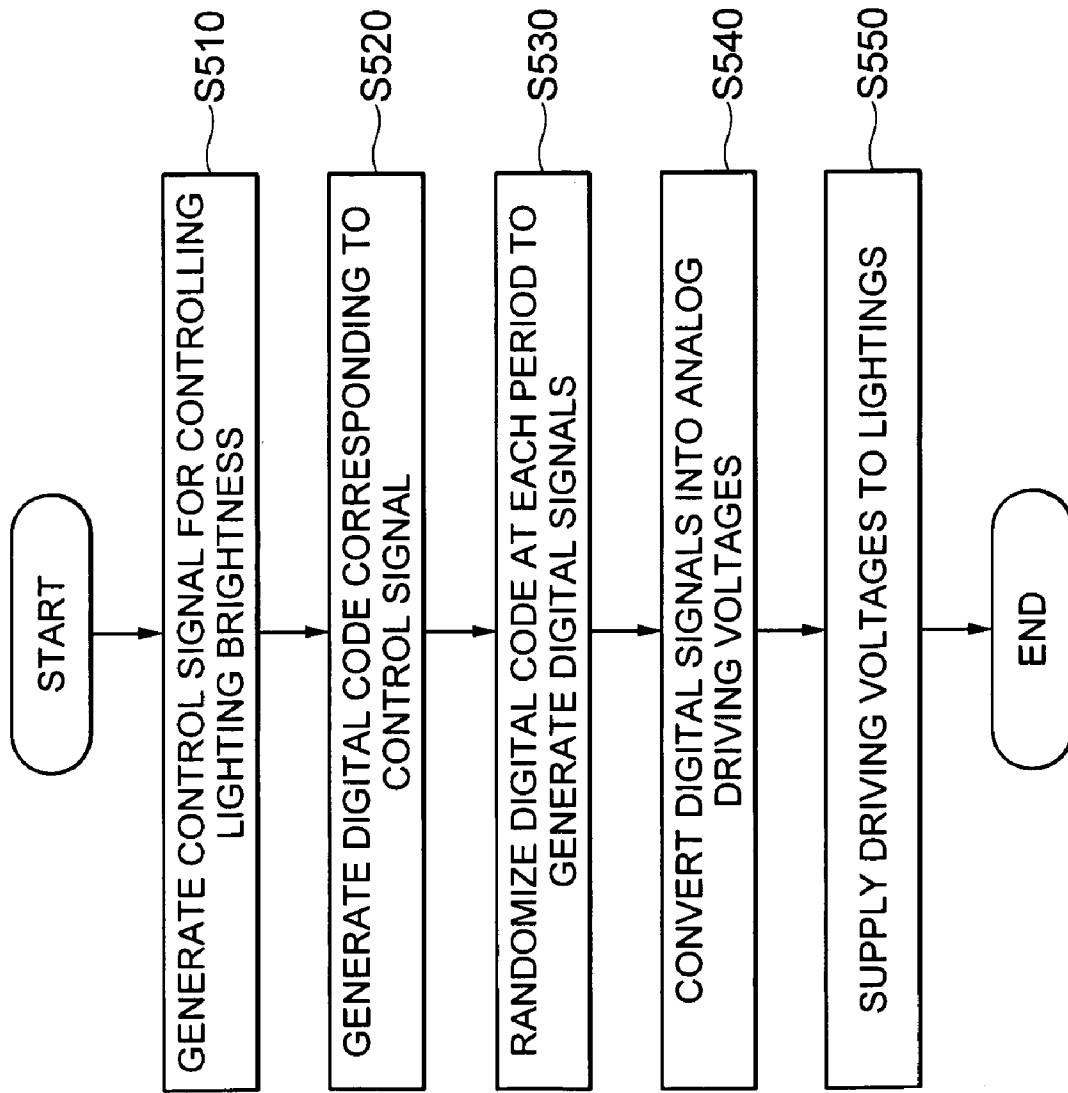 START
GENERATE CONTROL SIGNAL FOR CONTROLLING
LIGHTING BRIGHTNESS
S510
GENERATE DIGITAL CODE CORRESPONDING TO
CONTROL SIGNAL
S520
RANDOMIZE DIGITAL CODE AT EACH PERIOD TO
GENERATE DIGITAL SIGNALS
S530
CONVERT DIGITAL SIGNALS INTO ANALOG
DRIVING VOLTAGES
S540
SUPPLY DRIVING VOLTAGES TO LIGHTINGS
S550
END